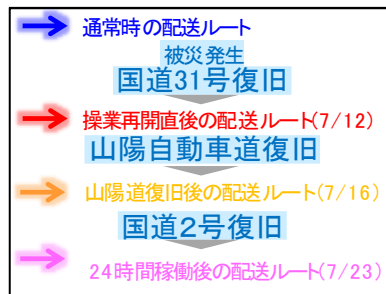 通常時の配送ルート
被災発生
国道31号復旧
操業再開直後の配送ルート(7/12)
山陽自動車道復旧
山陽道復旧後の配送ルート(7/16)
国道2号復旧
24時間稼働後の配送ルート(7/23)